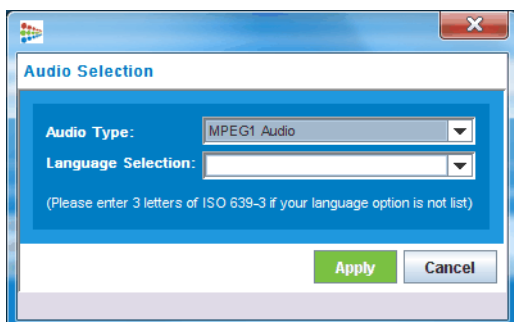 Audio Selection
Audio Type: MPEG1 Audio
Language Selection:
(Please enter 3 letters of ISO 639-3 if your language option is not list)
Apply Cancel